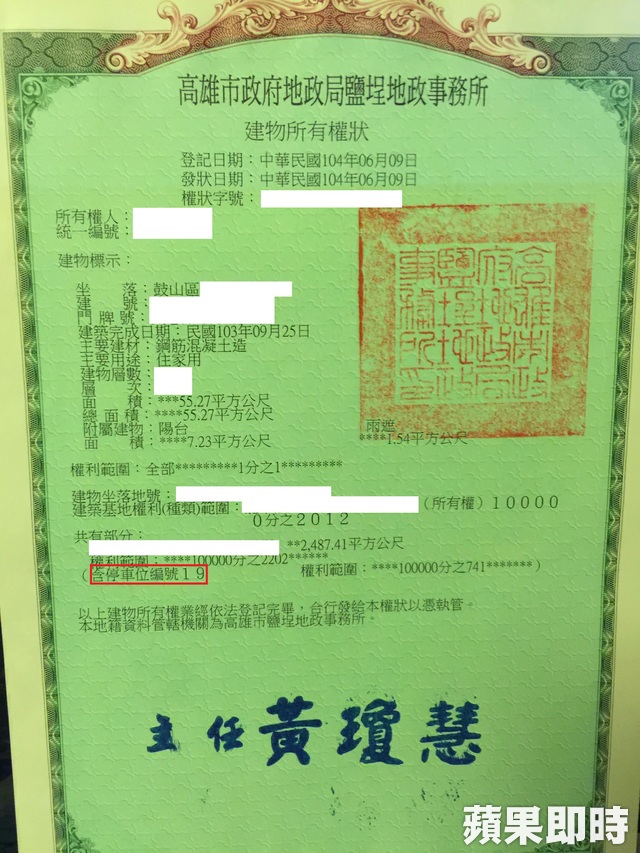 高雄市政府地政局鹽埕地政事務所
建物所有權狀
登記日期：中華民國104年06月09日
發狀日期：中華民國104年06月09日
權狀字號：
所有權人：
統一編號：
建物標示：
坐　　落：鼓山區
建　　號：
門 牌 號：
建築完成日期：民國103年09月25日
主要建材：鋼筋混凝土造
主要用途：住家用
建物層數：
層　　次：
面　　積：***55.27平方公尺
總 面 積：****55.27平方公尺
附屬建物：陽台　雨遮
面　　積：****7.23平方公尺　****1.54平方公尺
權利範圍：全部*********1分之1*********
建物坐落地號：
建築基地權利(種類)範圍：（所有權）10000
0分之2012
共有部分：
**2,487.41平方公尺
權利範圍：****100000分之2202******
（含停車位編號19　權利範圍：****100000分之741*******）
以上建物所有權業經依法登記完畢，合行發給本權狀以憑執管。
本地籍資料管轄機關為高雄市鹽埕地政事務所。
主任 黃瓊慧
高雄市政府地政局鹽埕地政事務所印
蘋果即時